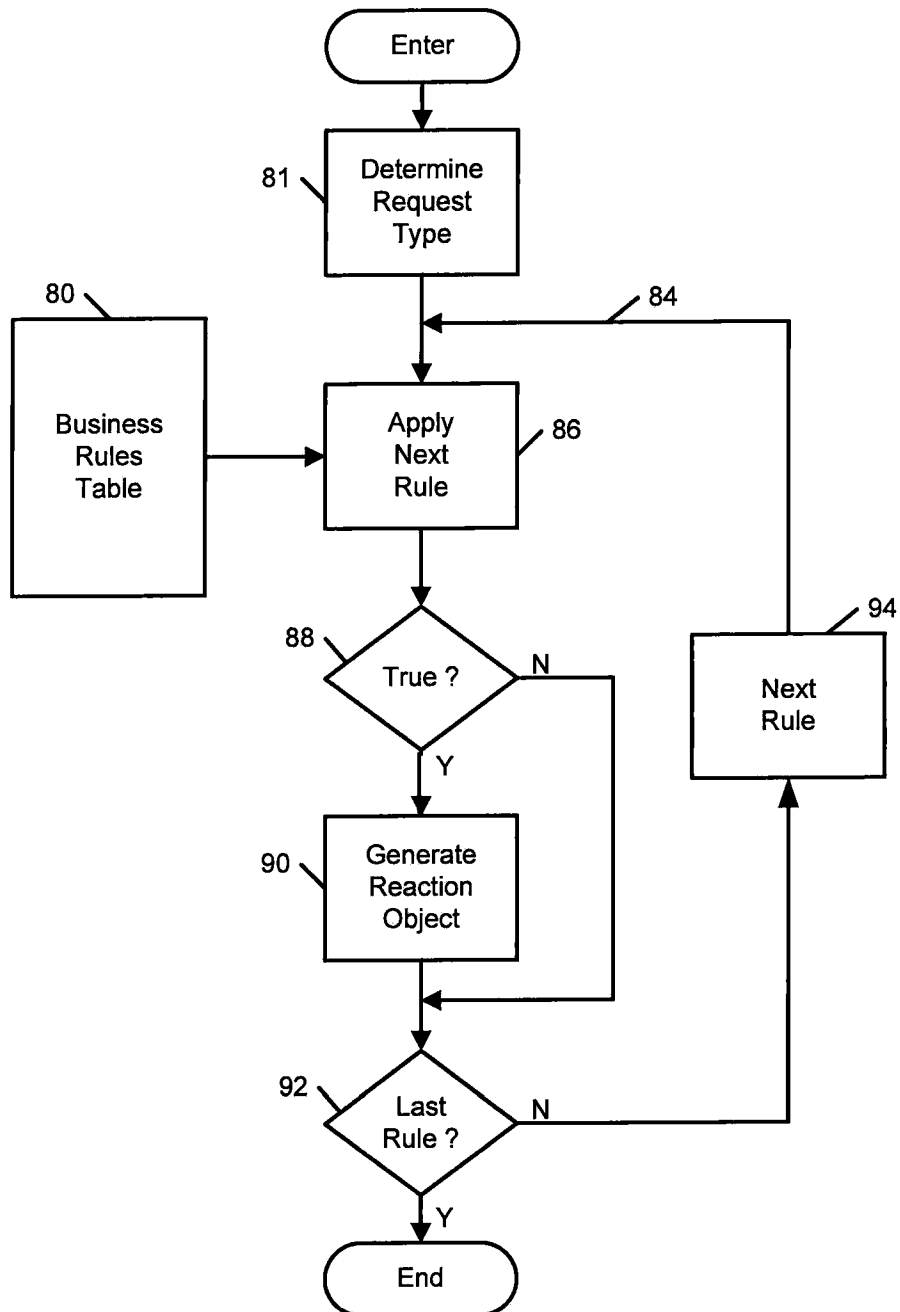 Enter
81
Determine
Request
Type
80
84
Business
Rules
Table
Apply
Next
Rule
86
88
True ?
N
Y
94
Next
Rule
90
Generate
Reaction
Object
92
Last
Rule ?
N
Y
End